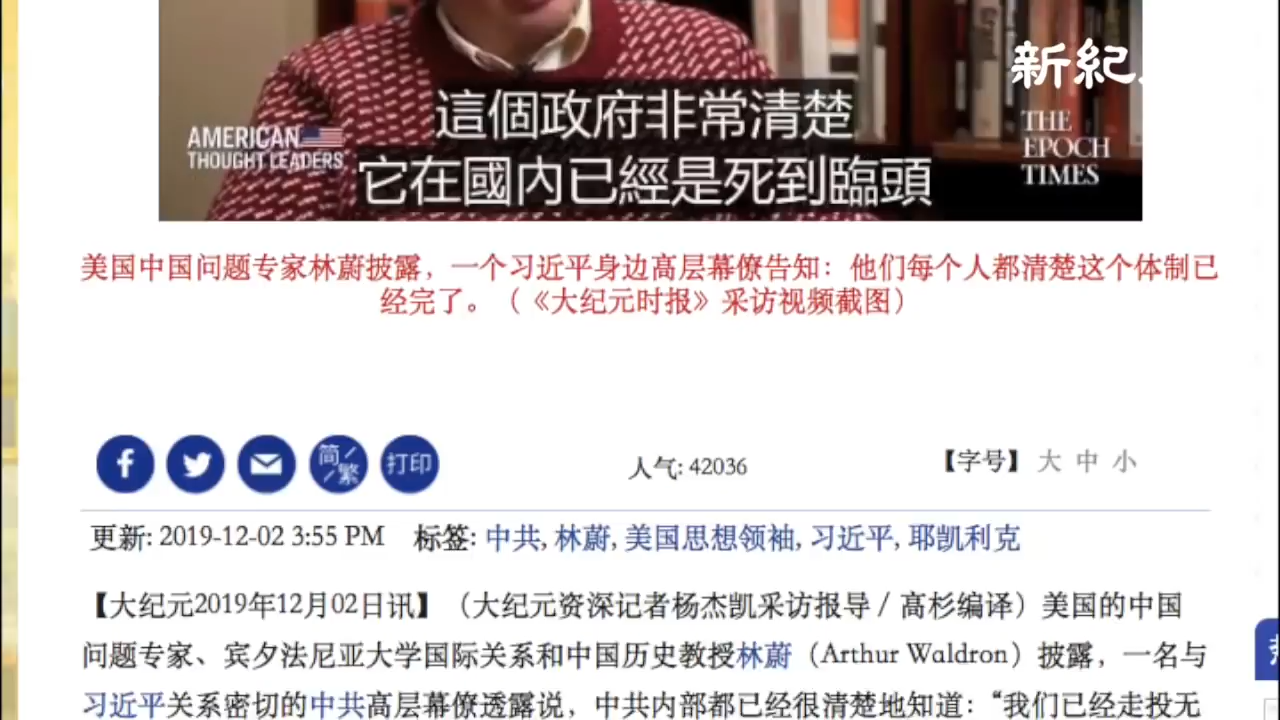 新紀
這個政府非常清楚
AMERICAN
THOUGHT LEADERS
THE
EPOCH
TIMES
它在國內已經是死到臨頭
美国中国问题专家林蔚披露，一个习近平身边高层幕僚告知：他们每个人都清楚这个体制已
经完了。（《大纪元时报》采访视频截图）
简/繁
打印
人气: 42036
【字号】 大 中 小
更新: 2019-12-02 3:55 PM 标签: 中共, 林蔚, 美国思想领袖, 习近平, 耶凯利克
【大纪元2019年12月02日讯】（大纪元资深记者杨杰凯采访报导 / 高杉编译）美国的中国
问题专家、宾夕法尼亚大学国际关系和中国历史教授林蔚（Arthur Waldron）披露，一名与
习近平关系密切的中共高层幕僚透露说，中共内部都已经很清楚地知道：“我们已经走投无